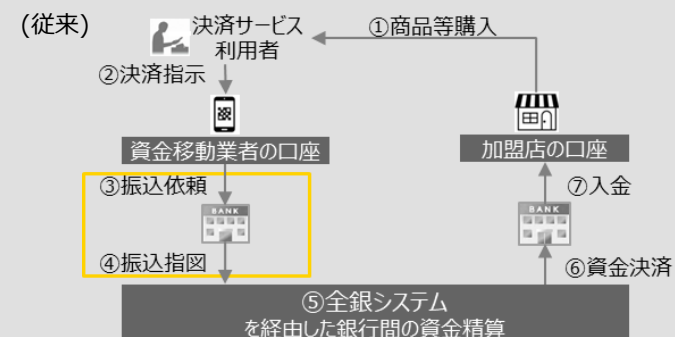 (従来)
決済サービス
利用者
①商品等購入
②決済指示
資金移動業者の口座
加盟店の口座
③振込依頼
BANK
④振込指図
⑦入金
BANK
⑥資金決済
⑤全銀システム
を経由した銀行間の資金精算